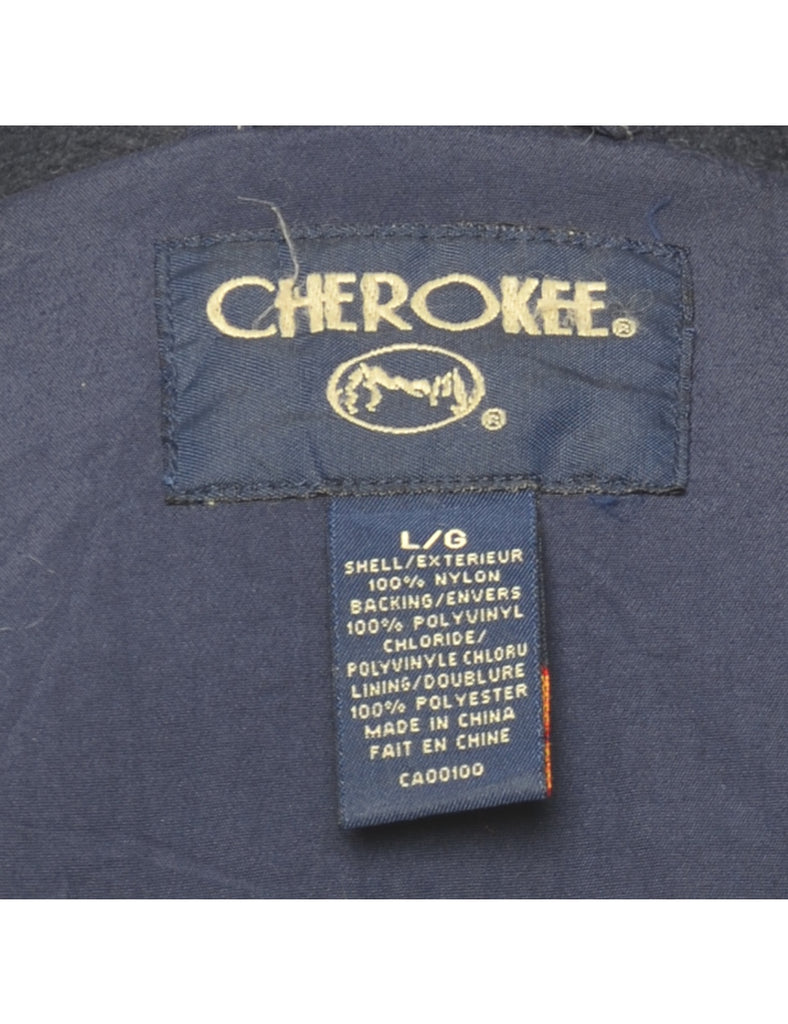 CHEROKEE®
®
L/G
SHELL/EXTERIEUR
100% NYLON
BACKING/ENVERS
100% POLYVINYL
CHLORIDE/
POLYVINYLE CHLORU
LINING/DOUBLURE
100% POLYESTER
MADE IN CHINA
FAIT EN CHINE
CA00100